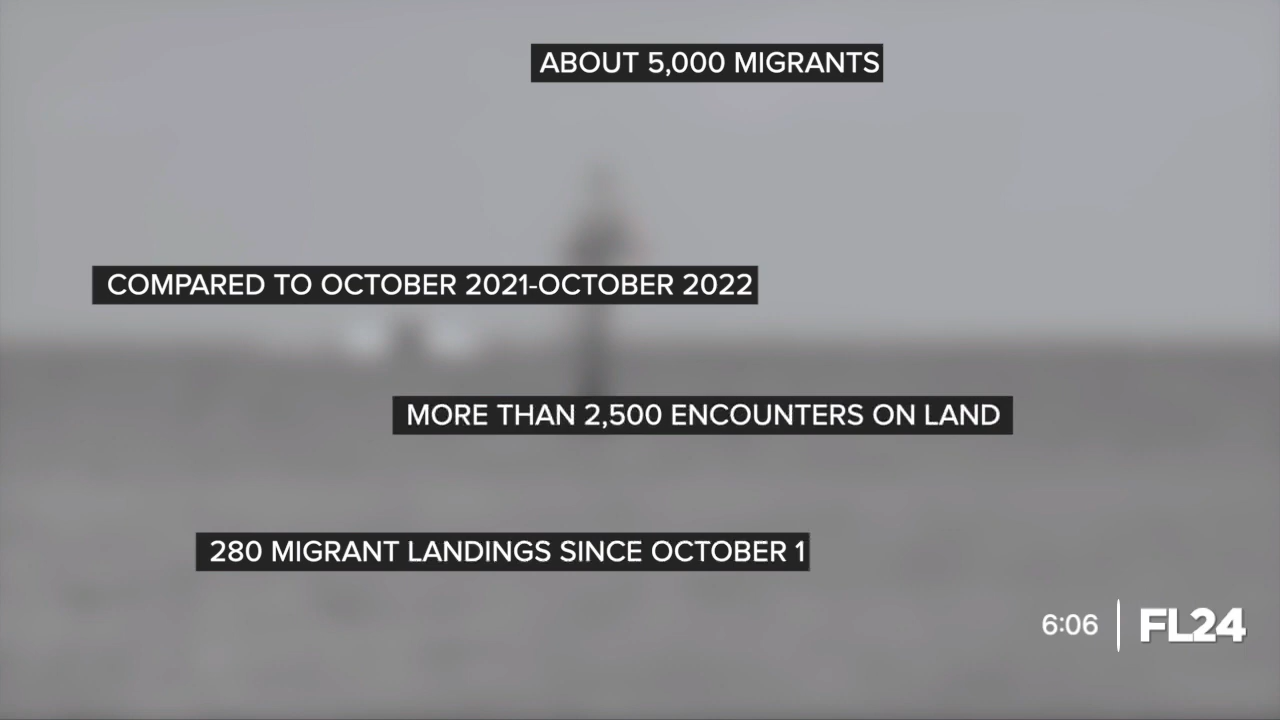 ABOUT 5,000 MIGRANTS
COMPARED TO OCTOBER 2021-OCTOBER 2022
MORE THAN 2,500 ENCOUNTERS ON LAND
280 MIGRANT LANDINGS SINCE OCTOBER 1
6:06 FL24